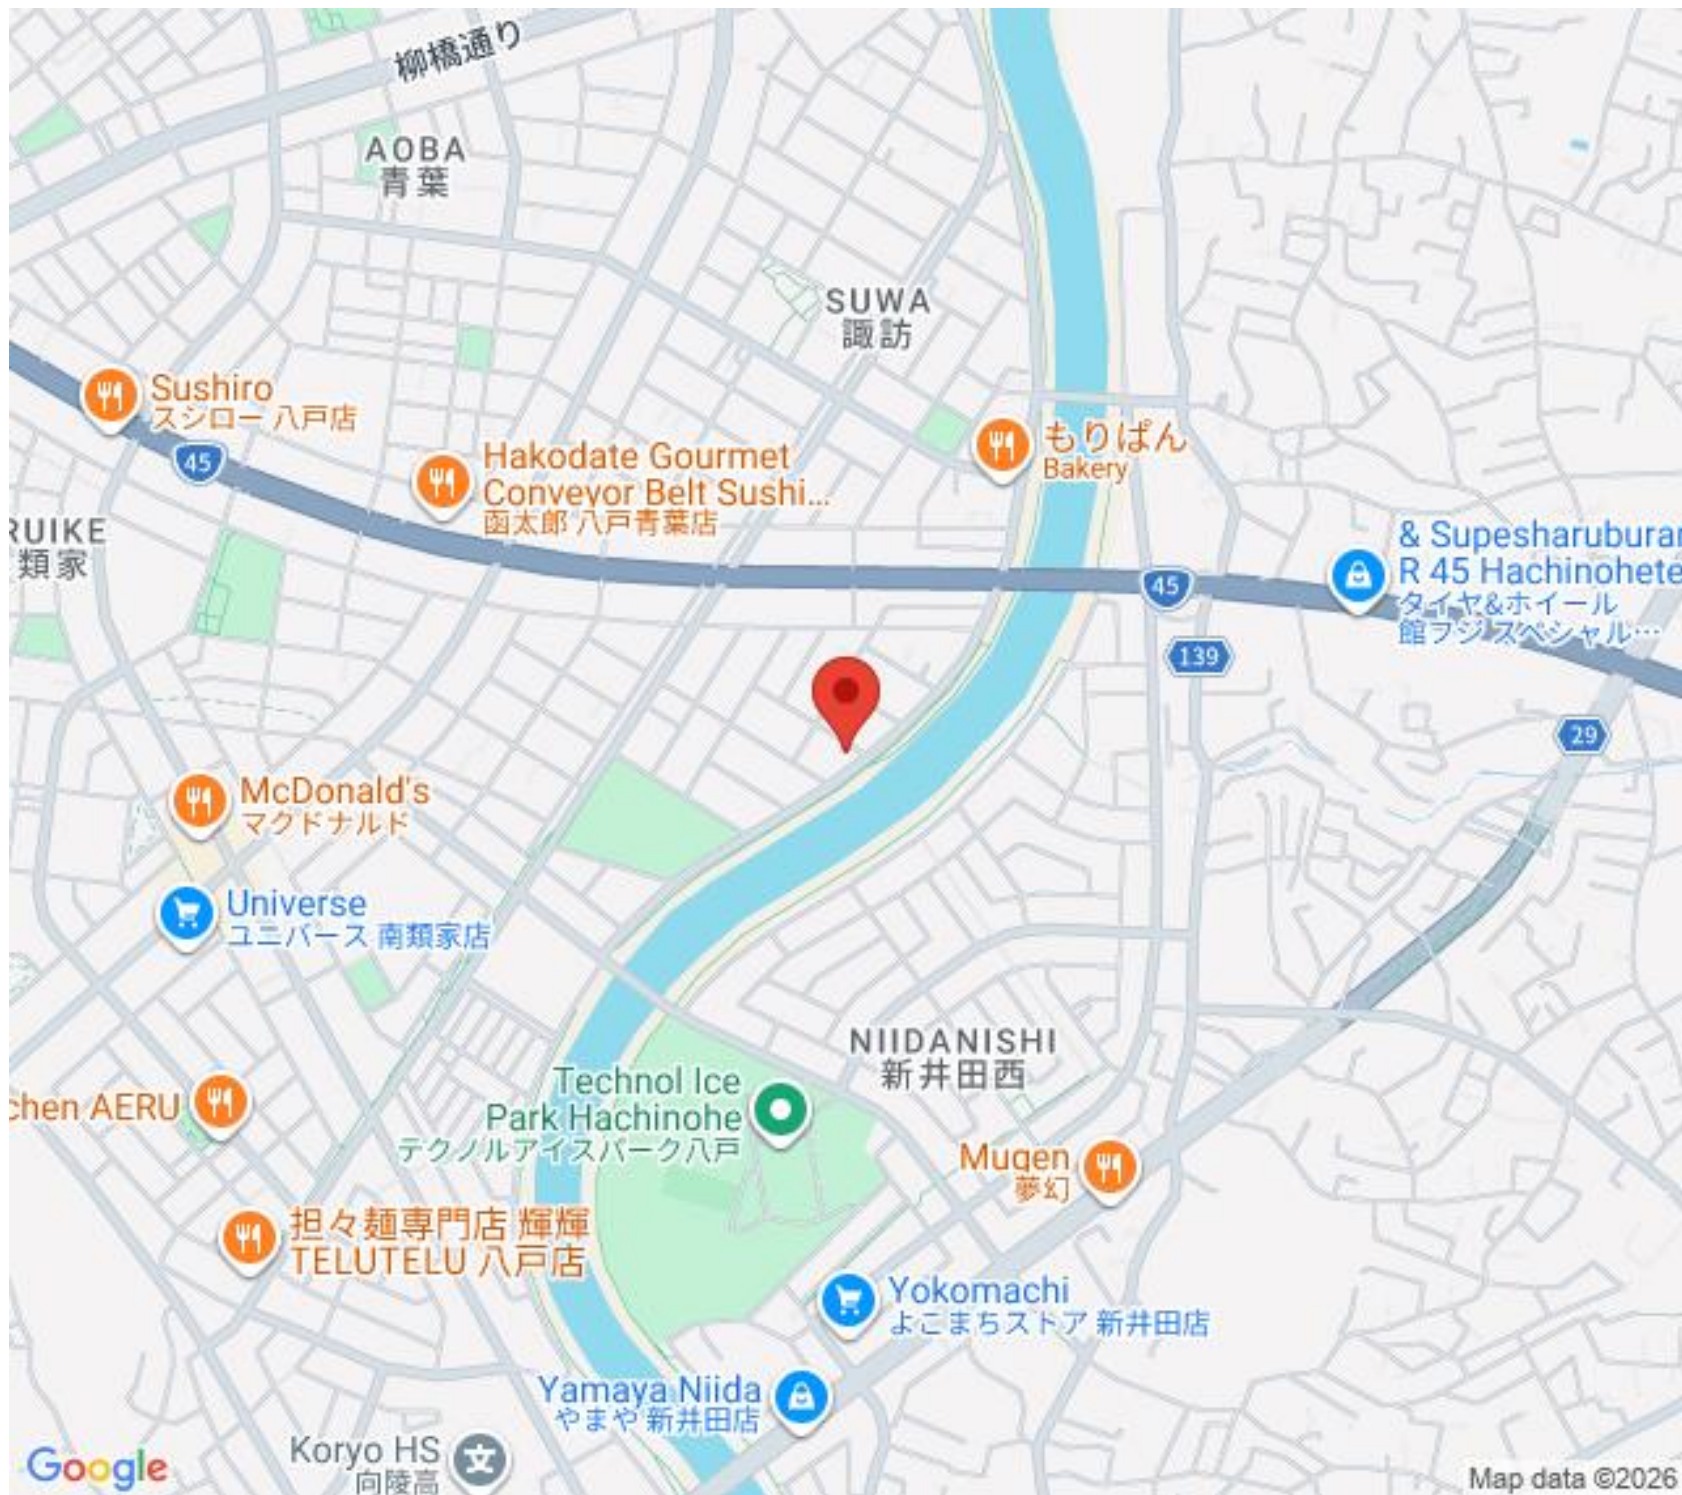 柳橋通り
AOBA
青葉
SUWA
諏訪
Sushiro
スシロー 八戸店
45
Hakodate Gourmet
Conveyor Belt Sushi...
函太郎 八戸青葉店
もりぱん
Bakery
RUIKE
類家
45
& Supesharuburan
R 45 Hachinohete
タイヤ&ホイール
館フジ スペシャル…
139
29
McDonald's
マクドナルド
Universe
ユニバース 南類家店
NIIDANISHI
新井田西
Technol Ice
Park Hachinohe
テクノルアイスパーク八戸
chen AERU
Mugen
夢幻
担々麺専門店 輝輝
TELUTELU 八戸店
Yokomachi
よこまちストア 新井田店
Yamaya Niida
やまや 新井田店
Koryo HS
向陵高
Google
Map data ©2026